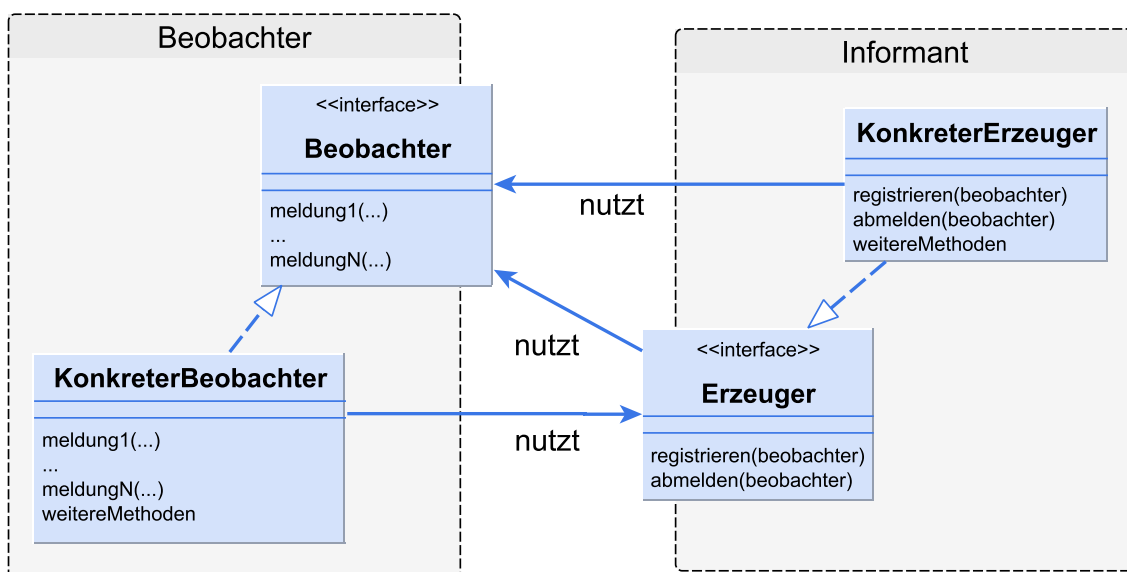 Beobachter
<<interface>>
Beobachter
meldung1(...)
...
meldungN(...)
KonkreterBeobachter
meldung1(...)
...
meldungN(...)
weitereMethoden
nutzt
nutzt
nutzt
Informant
KonkreterErzeuger
registrieren(beobachter)
abmelden(beobachter)
weitereMethoden
<<interface>>
Erzeuger
registrieren(beobachter)
abmelden(beobachter)